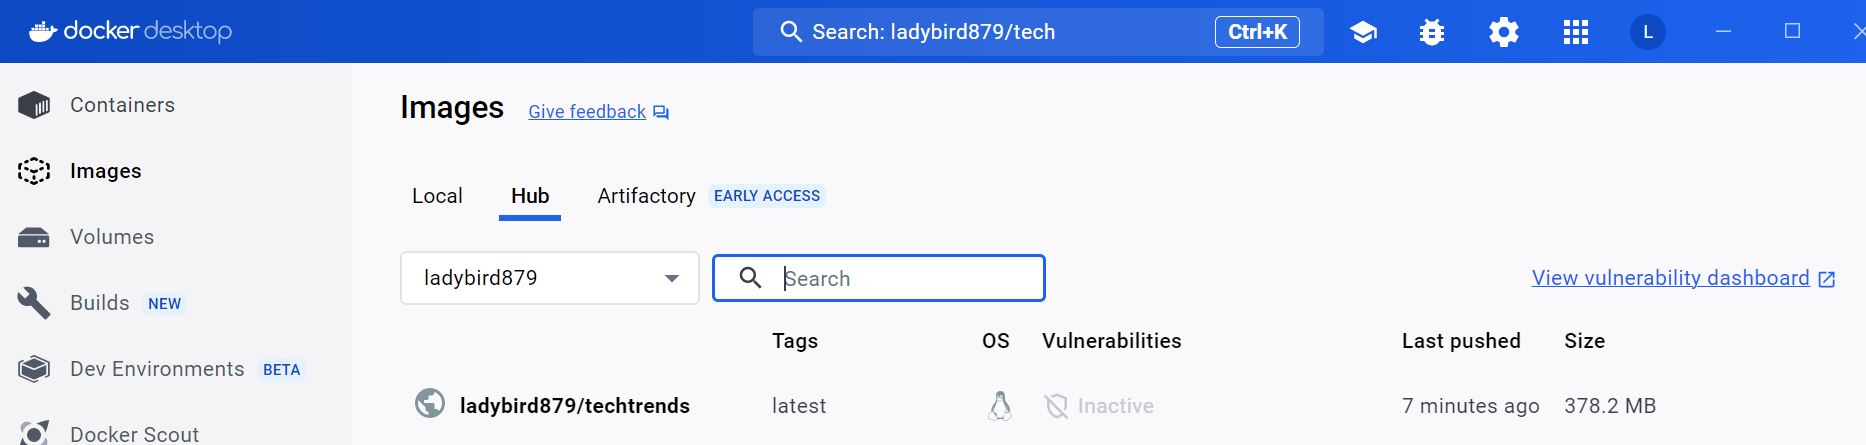 docker desktop
Search: ladybird879/tech
Ctrl+K
L
Containers
Images
Volumes
Builds NEW
Dev Environments BETA
Docker Scout
Images Give feedback
Local Hub Artifactory EARLY ACCESS
ladybird879
Search
View vulnerability dashboard
Tags OS Vulnerabilities Last pushed Size
ladybird879/techtrends latest Inactive 7 minutes ago 378.2 MB